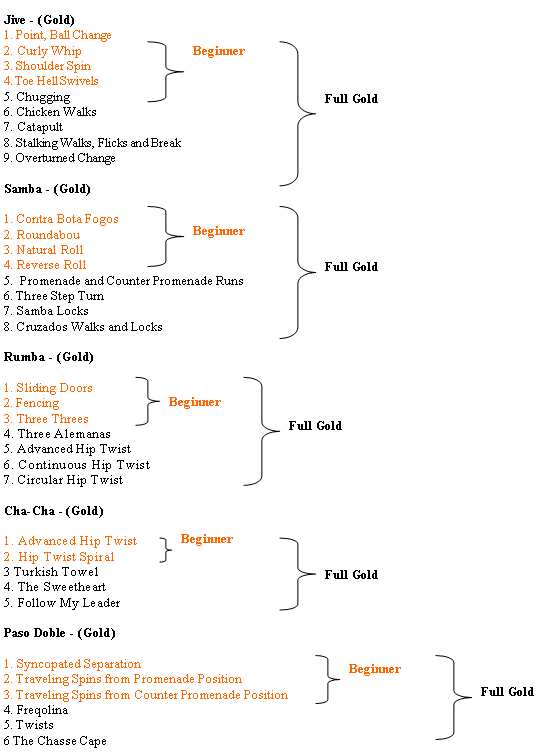 Jive - (Gold)
1. Point, Ball Change
2. Curly Whip
Beginner
3. Shoulder Spin
4. Toe Hell Swivels
5. Chugging
Full Gold
6. Chicken Walks
7. Catapult
8. Stalking Walks, Flicks and Break
9. Overturned Change
Samba - (Gold)
1. Contra Bota Fogos
2. Roundabou
Beginner
3. Natural Roll
4. Reverse Roll
Full Gold
5. Promenade and Counter Promenade Runs
6. Three Step Turn
7. Samba Locks
8. Cruzados Walks and Locks
Rumba - (Gold)
1. Sliding Doors
2. Fencing
Beginner
3. Three Threes
Full Gold
4. Three Alemanas
5. Advanced Hip Twist
6. Continuous Hip Twist
7. Circular Hip Twist
Cha-Cha - (Gold)
1. Advanced Hip Twist
Beginner
2. Hip Twist Spiral
3 Turkish Towel
Full Gold
4. The Sweetheart
5. Follow My Leader
Paso Doble - (Gold)
1. Syncopated Separation
Beginner
2. Traveling Spins from Promenade Position
3. Traveling Spins from Counter Promenade Position
Full Gold
4. Freqolina
5. Twists
6 The Chasse Cape